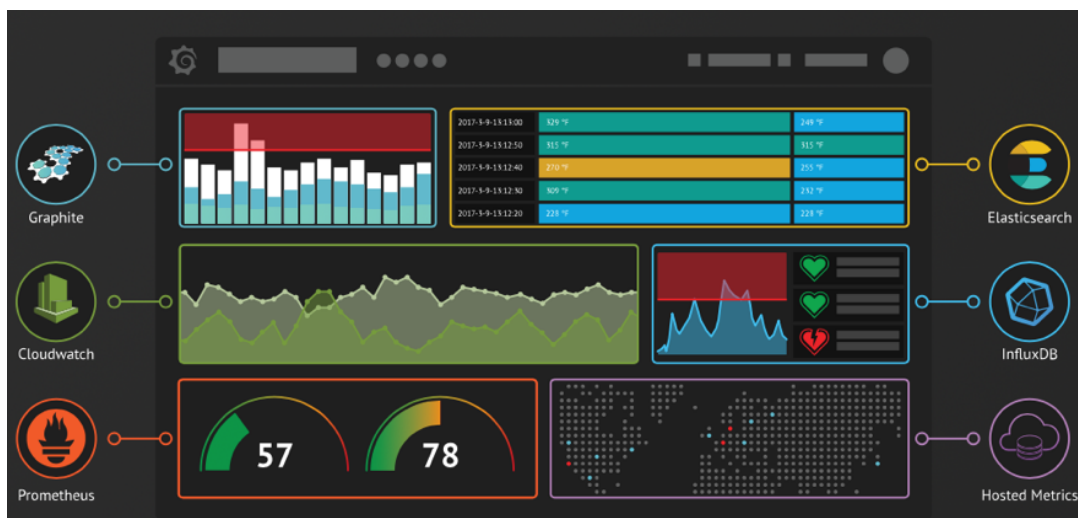 Graphite
Cloudwatch
Prometheus
2017-3-9-13:13:00 329 °F 249 °F
2017-3-9-13:12:50 315 °F 315 °F
2017-3-9-13:12:40 270 °F 255 °F
2017-3-9-13:12:30 309 °F 232 °F
2017-3-9-13:12:20 228 °F 228 °F
57 78
Elasticsearch
InfluxDB
Hosted Metrics